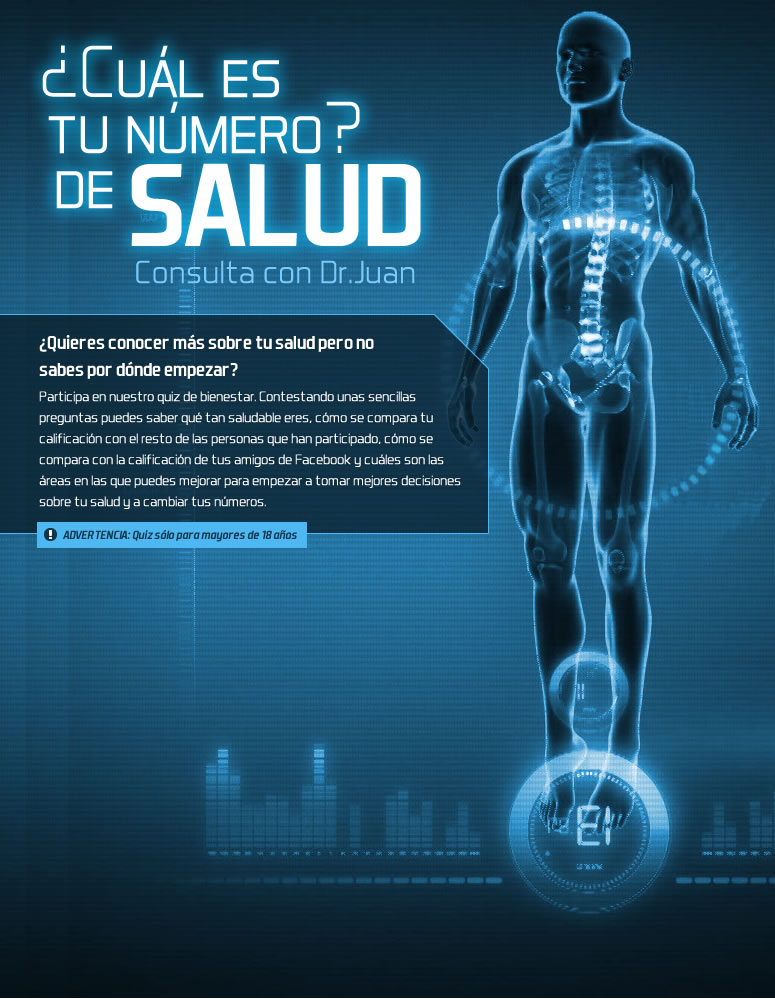 ¿Cuál es
tu número?
de SALUD
Consulta con Dr.Juan
¿Quieres conocer más sobre tu salud pero no
sabes por dónde empezar?
Participa en nuestro quiz de bienestar. Contestando unas sencillas
preguntas puedes saber qué tan saludable eres, cómo se compara tu
calificación con el resto de las personas que han participado, cómo se
compara con la calificación de tus amigos de Facebook y cuáles son las
áreas en las que puedes mejorar para empezar a tomar mejores decisiones
sobre tu salud y a cambiar tus números.
ADVERTENCIA: Quiz sólo para mayores de 18 años